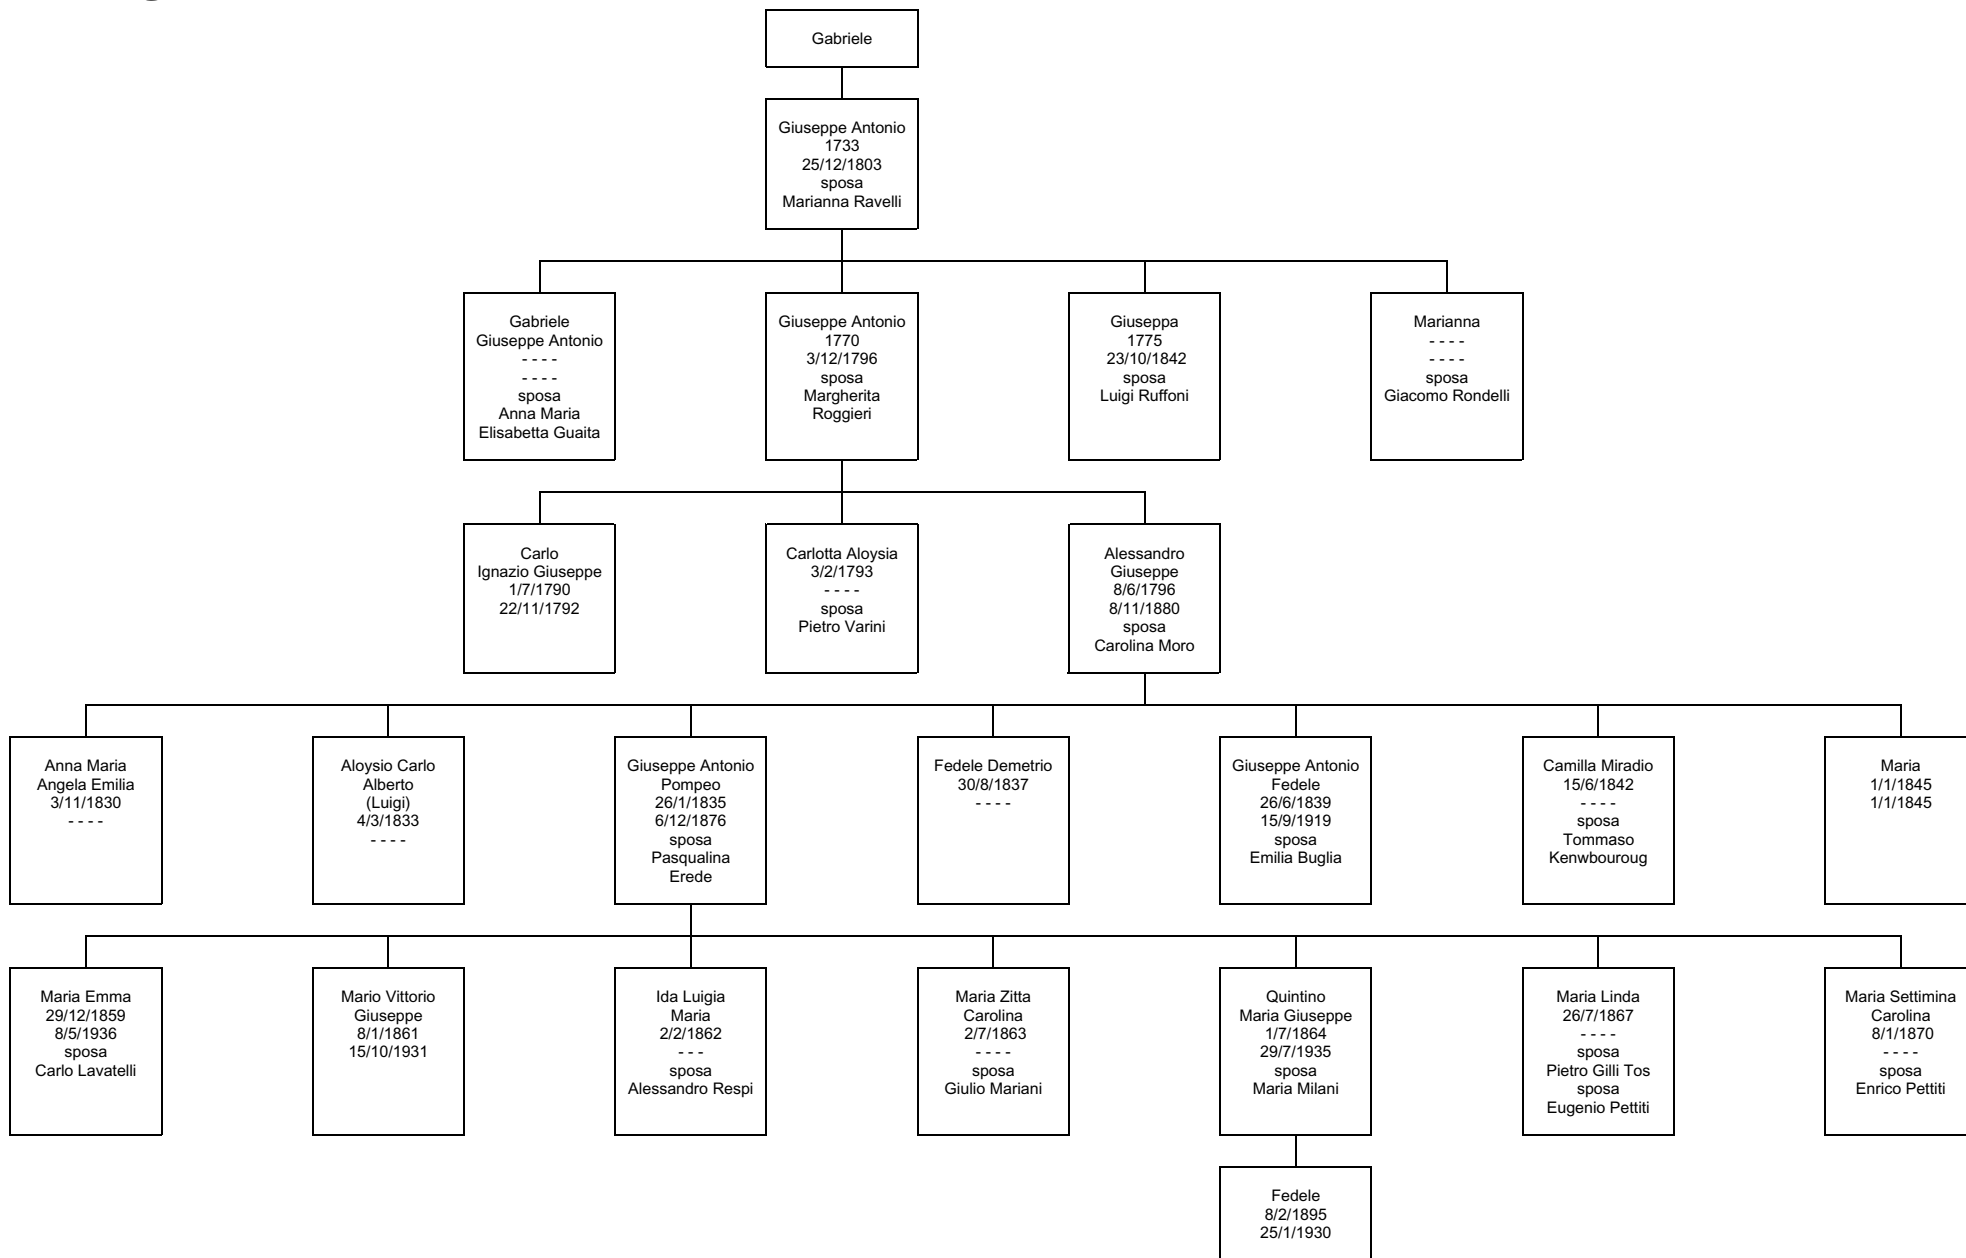 Gabriele
Giuseppe Antonio
1733
25/12/1803
sposa
Marianna Ravelli
Gabriele
Giuseppe Antonio
- - - -
- - - -
sposa
Anna Maria
Elisabetta Guaita
Giuseppe Antonio
1770
3/12/1796
sposa
Margherita
Roggieri
Giuseppa
1775
23/10/1842
sposa
Luigi Ruffoni
Marianna
- - - -
- - - -
sposa
Giacomo Rondelli
Carlo
Ignazio Giuseppe
1/7/1790
22/11/1792
Carlotta Aloysia
3/2/1793
- - - -
sposa
Pietro Varini
Alessandro
Giuseppe
8/6/1796
8/11/1880
sposa
Carolina Moro
Anna Maria
Angela Emilia
3/11/1830
- - - -
Aloysio Carlo
Alberto
(Luigi)
4/3/1833
- - - -
Giuseppe Antonio
Pompeo
26/1/1835
6/12/1876
sposa
Pasqualina
Erede
Fedele Demetrio
30/8/1837
- - - -
Giuseppe Antonio
Fedele
26/6/1839
15/9/1919
sposa
Emilia Buglia
Camilla Miradio
15/6/1842
- - - -
sposa
Tommaso
Kenwbouroug
Maria
1/1/1845
1/1/1845
Maria Emma
29/12/1859
8/5/1936
sposa
Carlo Lavatelli
Mario Vittorio
Giuseppe
8/1/1861
15/10/1931
Ida Luigia
Maria
2/2/1862
- - -
sposa
Alessandro Respi
Maria Zitta
Carolina
2/7/1863
- - - -
sposa
Giulio Mariani
Quintino
Maria Giuseppe
1/7/1864
29/7/1935
sposa
Maria Milani
Maria Linda
26/7/1867
- - - -
sposa
Pietro Gilli Tos
sposa
Eugenio Pettiti
Maria Settimina
Carolina
8/1/1870
- - - -
sposa
Enrico Pettiti
Fedele
8/2/1895
25/1/1930